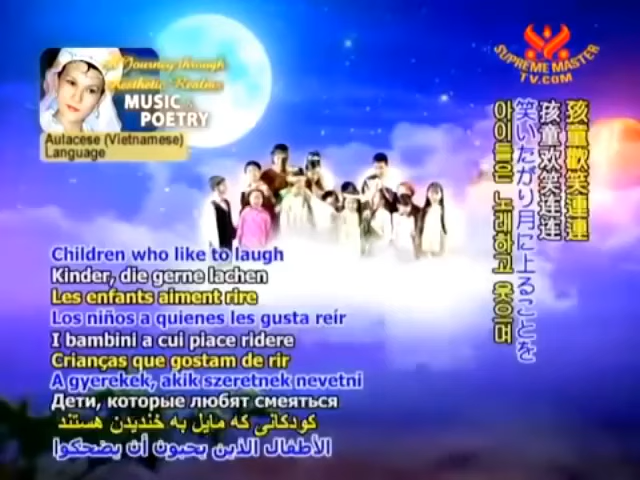 A Journey through
Aesthetic Realms
MUSIC & POETRY
Aulacese (Vietnamese)
Language
SUPREME MASTER
TV.COM
孩童歡笑連連
孩童欢笑连连
笑いたがり月に上ることを
아이들은 노래하고 웃으며
Children who like to laugh
Kinder, die gerne lachen
Les enfants aiment rire
Los niños a quienes les gusta reír
I bambini a cui piace ridere
Crianças que gostam de rir
A gyerekek, akik szeretnek nevetni
Дети, которые любят смеяться
کودکانی که مایل به خندیدن هستند
الأطفال الذين يحبون أن يضحكوا